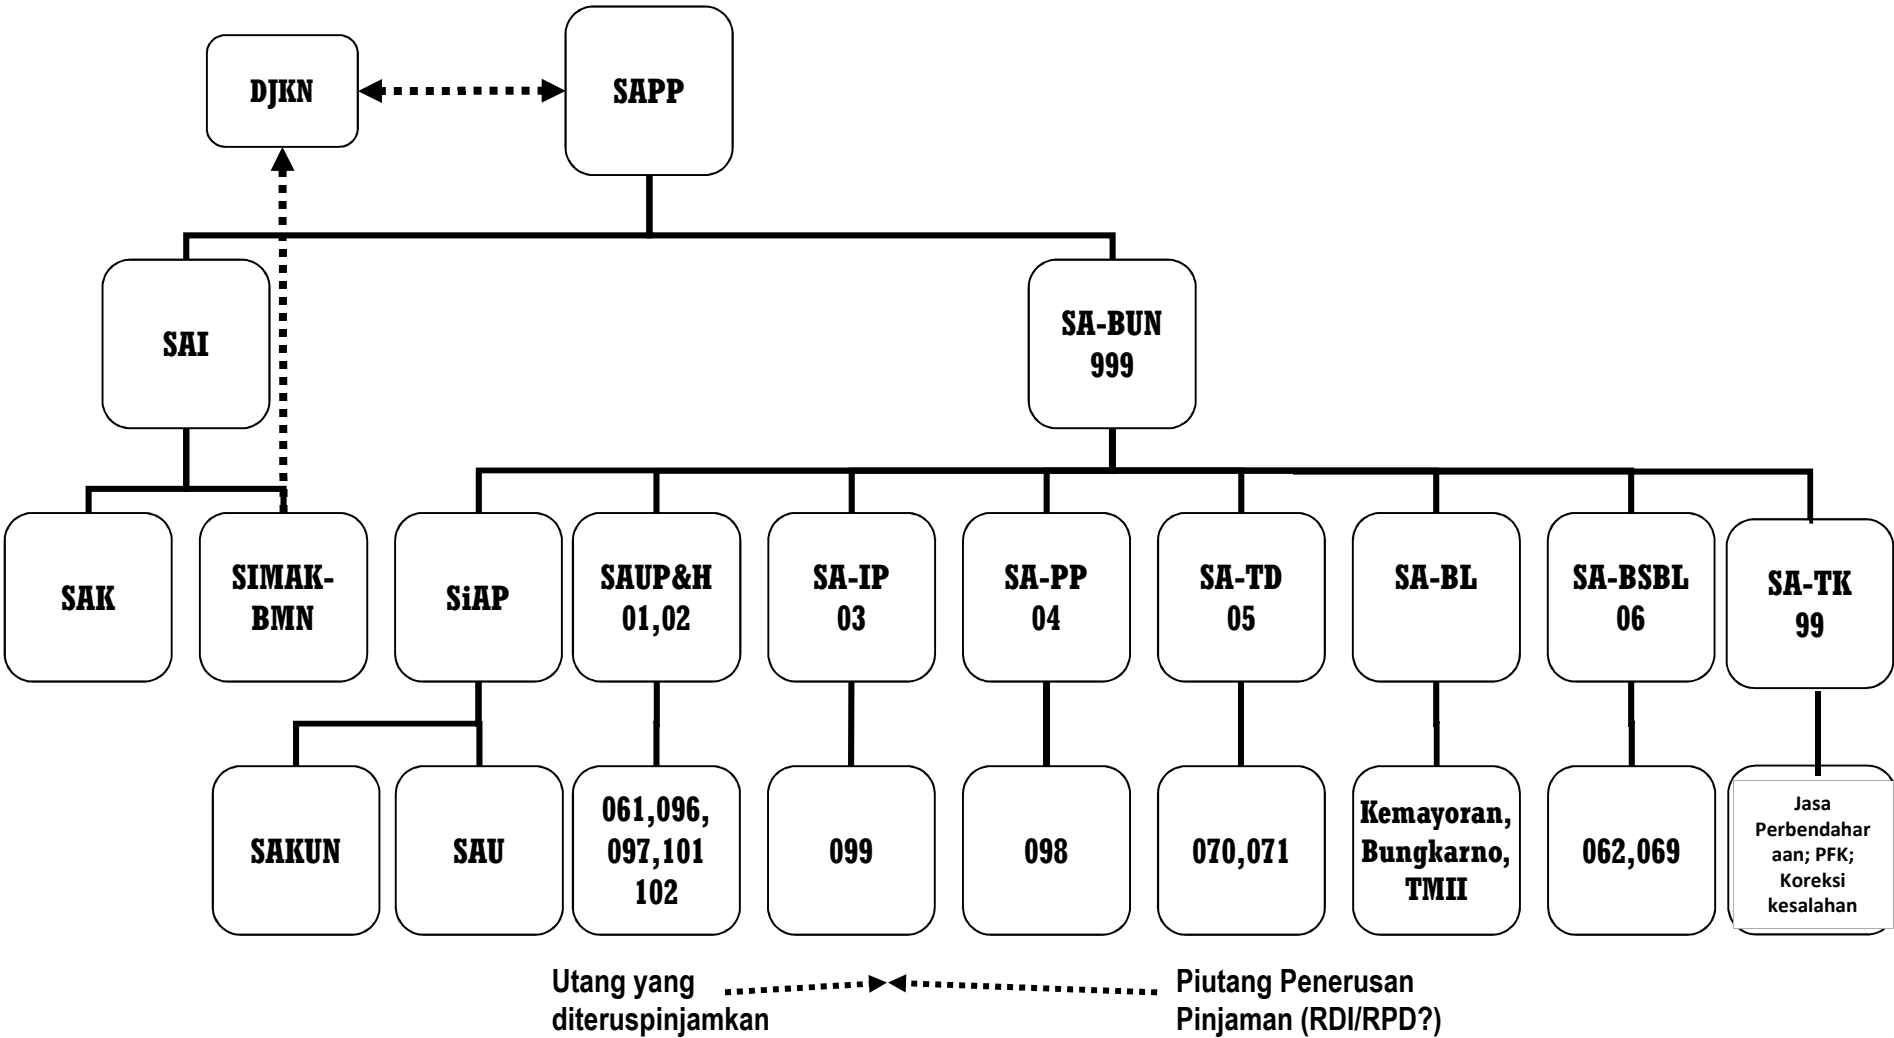 DJKN
SAPP
SAI
SA-BUN
999
SAK
SIMAK-
BMN
SiAP
SAUP&H
01,02
SA-IP
03
SA-PP
04
SA-TD
05
SA-BL
SA-BSBL
06
SA-TK
99
SAKUN
SAU
061,096,
097,101
102
099
098
070,071
Kemayoran,
Bungkarno,
TMII
062,069
Jasa
Perbendahar
aan; PFK;
Koreksi
kesalahan
Utang yang
diteruspinjamkan
Piutang Penerusan
Pinjaman (RDI/RPD?)